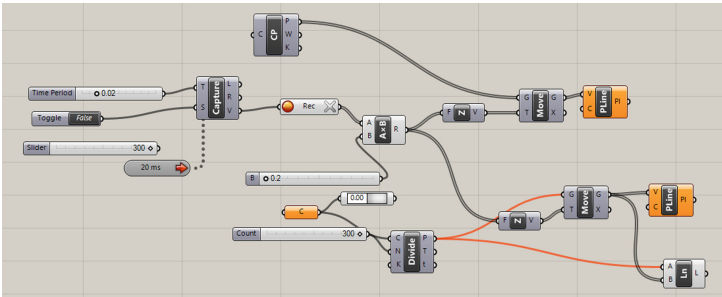 C CP P W K
Time Period 0.02
Toggle False
T S Capture L R V
Slider 300
20 ms
Rec
A B A×B R
F Z V
G T Move G X
V C PLine Pl
B 0.2
C
0.00
Count 300
C N K Divide P T t
F Z V
G T Move G X
V C PLine Pl
A B Ln L